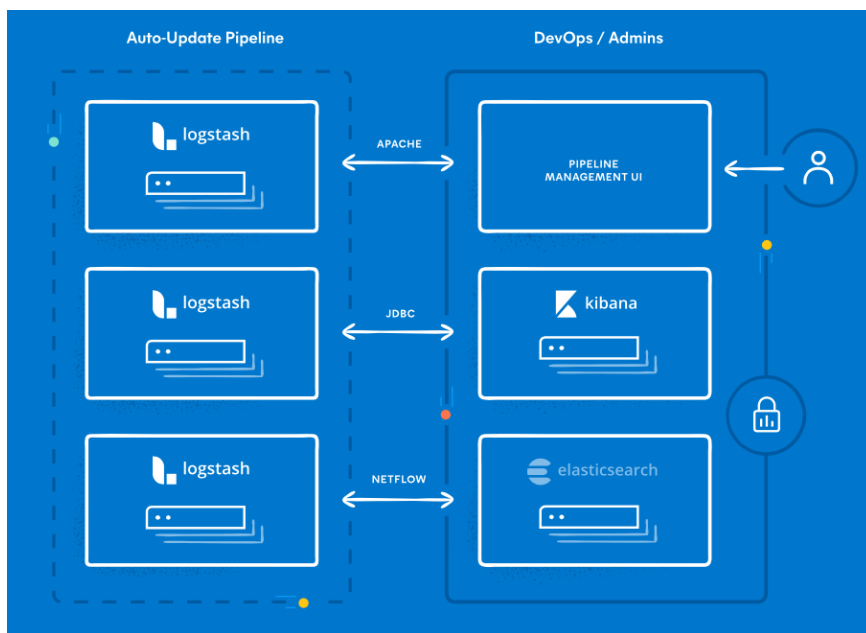 Auto-Update Pipeline
DevOps / Admins
logstash
APACHE
PIPELINE
MANAGEMENT UI
logstash
JDBC
kibana
logstash
NETFLOW
elasticsearch